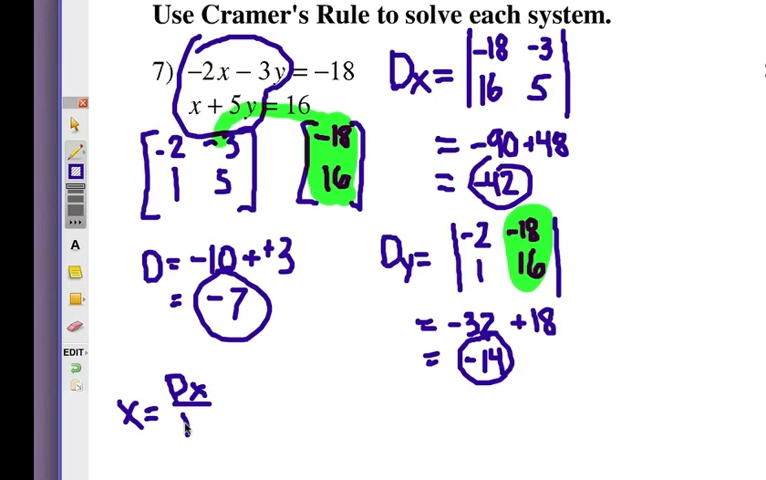 Use Cramer's Rule to solve each system.
7) -2x - 3y = -18
x + 5y = 16
[-2 -3
1 5]
[-18
16]
D = -10 + +3
= -7
Dx = |-18 -3
16 5|
= -90 + 48
= -42
Dy = |-2 -18
1 16|
= -32 + 18
= -14
x = Dx
A
EDIT